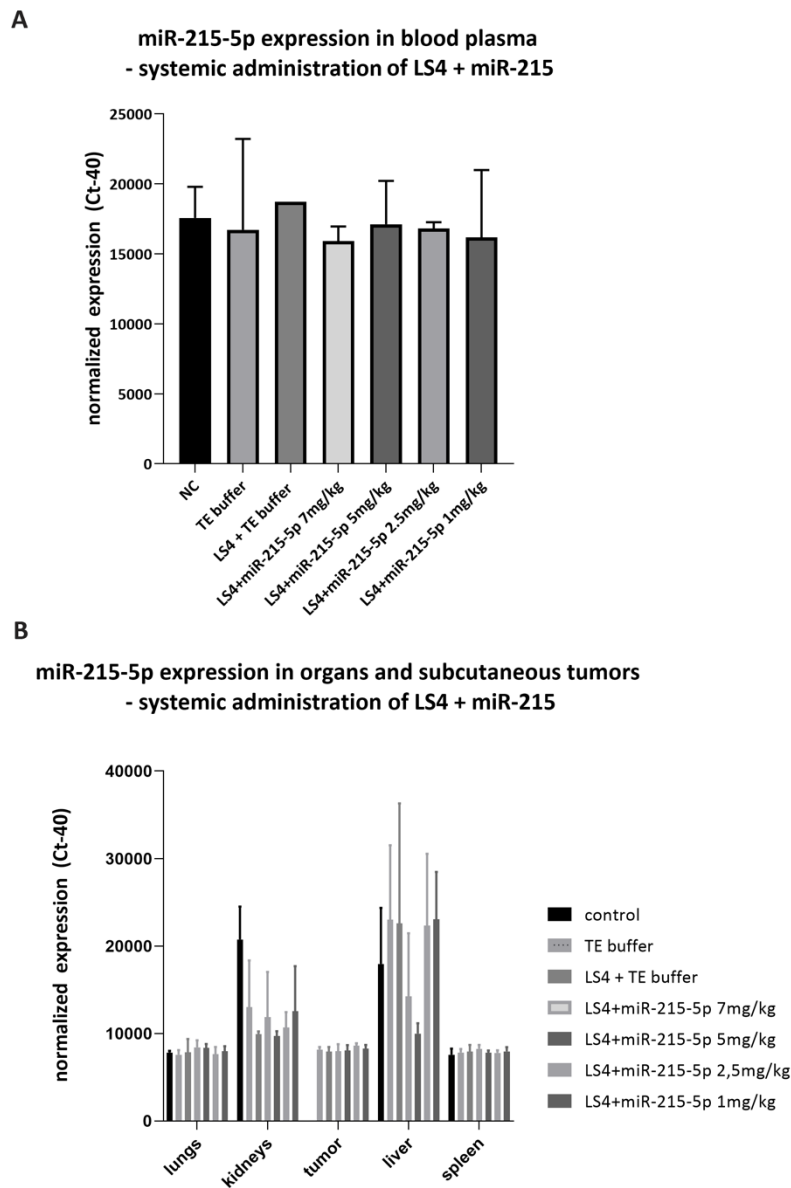 A
miR-215-5p expression in blood plasma
- systemic administration of LS4 + miR-215
normalized expression (Ct-40)
25000
20000
15000
10000
5000
0
NC
TE buffer
LS4 + TE buffer
LS4+miR-215-5p 7mg/kg
LS4+miR-215-5p 5mg/kg
LS4+miR-215-5p 2.5mg/kg
LS4+miR-215-5p 1mg/kg
B
miR-215-5p expression in organs and subcutaneous tumors
- systemic administration of LS4 + miR-215
normalized expression (Ct-40)
40000
30000
20000
10000
0
lungs
kidneys
tumor
liver
spleen
control
TE buffer
LS4 + TE buffer
LS4+miR-215-5p 7mg/kg
LS4+miR-215-5p 5mg/kg
LS4+miR-215-5p 2,5mg/kg
LS4+miR-215-5p 1mg/kg